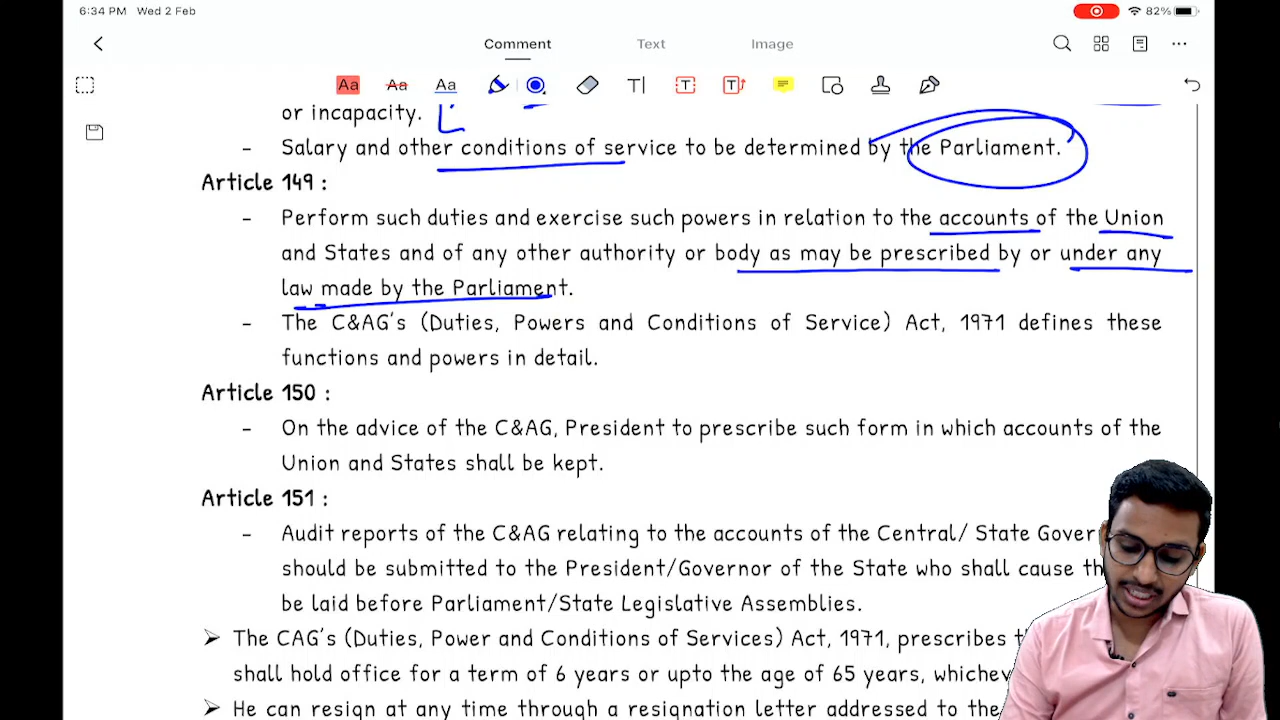 6:34 PM Wed 2 Feb
82%
Comment Text Image
Aa Aa Aa T T T
or incapacity.
- Salary and other conditions of service to be determined by the Parliament.
Article 149 :
- Perform such duties and exercise such powers in relation to the accounts of the Union
and States and of any other authority or body as may be prescribed by or under any
law made by the Parliament.
- The C&AG's (Duties, Powers and Conditions of Service) Act, 1971 defines these
functions and powers in detail.
Article 150 :
- On the advice of the C&AG, President to prescribe such form in which accounts of the
Union and States shall be kept.
Article 151 :
- Audit reports of the C&AG relating to the accounts of the Central/ State
should be submitted to the President/Governor of the State who shall cause
be laid before Parliament/State Legislative Assemblies.
➢ The CAG's (Duties, Power and Conditions of Services) Act, 1971, prescribes
shall hold office for a term of 6 years or upto the age of 65 years,
➢ He can resign at any time through a resignation letter addressed to the